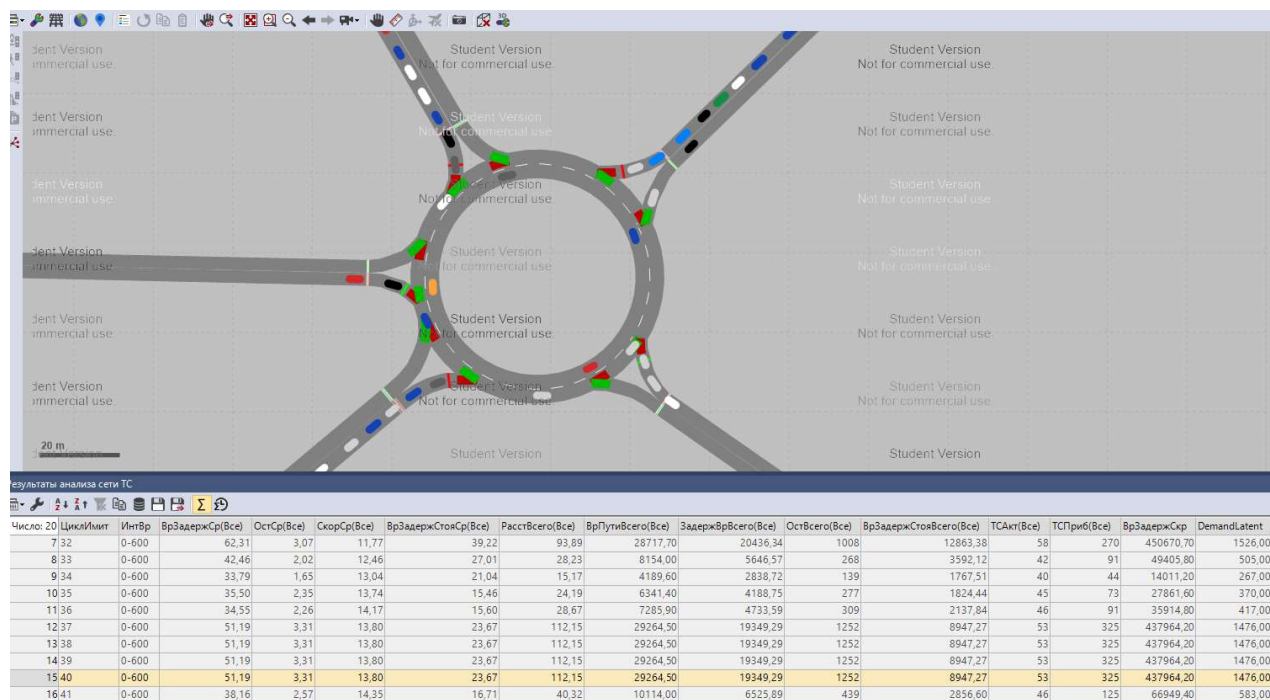 Student Version
Student Version
Not for commercial use.
Not for commercial use.
Student Version
Student Version
Not for commercial use.
Not for commercial use.
Student Version
Student Version
Not for commercial use.
Not for commercial use.
Student Version
Student Version
Not for commercial use.
Not for commercial use.
Student Version
Student Version
Not for commercial use.
Not for commercial use.
Student Version
Student Version
Not for commercial use
Not for commercial use.
20 m
Student Version
Student Version
Результаты анализа сети ТС
Число: 20 ЦиклИмит ИнтВр ВрЗадержСр(Все) ОстСр(Все) СкорСр(Все) ВрЗадержСтояСр(Все) РасстВсего(Все) ВрПутиВсего(Все) ЗадержВрВсего(Все) ОстВсего(Все) ВрЗадержСтояВсего(Все) ТСАкт(Все) ТСПриб(Все) ВрЗадержСкр DemandLatent
7 32 0-600 62,31 3,07 11,77 39,22 93,89 28717,70 20436,34 1008 12863,38 58 270 450670,70 1526,00
8 33 0-600 42,46 2,02 12,46 27,01 28,23 8154,00 5646,57 268 3592,12 42 91 49405,80 505,00
9 34 0-600 33,79 1,65 13,04 21,04 15,17 4189,60 2838,72 139 1767,51 40 44 14011,20 267,00
10 35 0-600 35,50 2,35 13,74 15,46 24,19 6341,40 4188,75 277 1824,44 45 73 27861,60 370,00
11 36 0-600 34,55 2,26 14,17 15,60 28,67 7285,90 4733,59 309 2137,84 46 91 35914,80 417,00
12 37 0-600 51,19 3,31 13,80 23,67 112,15 29264,50 19349,29 1252 8947,27 53 325 437964,20 1476,00
13 38 0-600 51,19 3,31 13,80 23,67 112,15 29264,50 19349,29 1252 8947,27 53 325 437964,20 1476,00
14 39 0-600 51,19 3,31 13,80 23,67 112,15 29264,50 19349,29 1252 8947,27 53 325 437964,20 1476,00
15 40 0-600 51,19 3,31 13,80 23,67 112,15 29264,50 19349,29 1252 8947,27 53 325 437964,20 1476,00
16 41 0-600 38,16 2,57 14,35 16,71 40,32 10114,00 6525,89 439 2856,60 46 125 66949,40 583,00